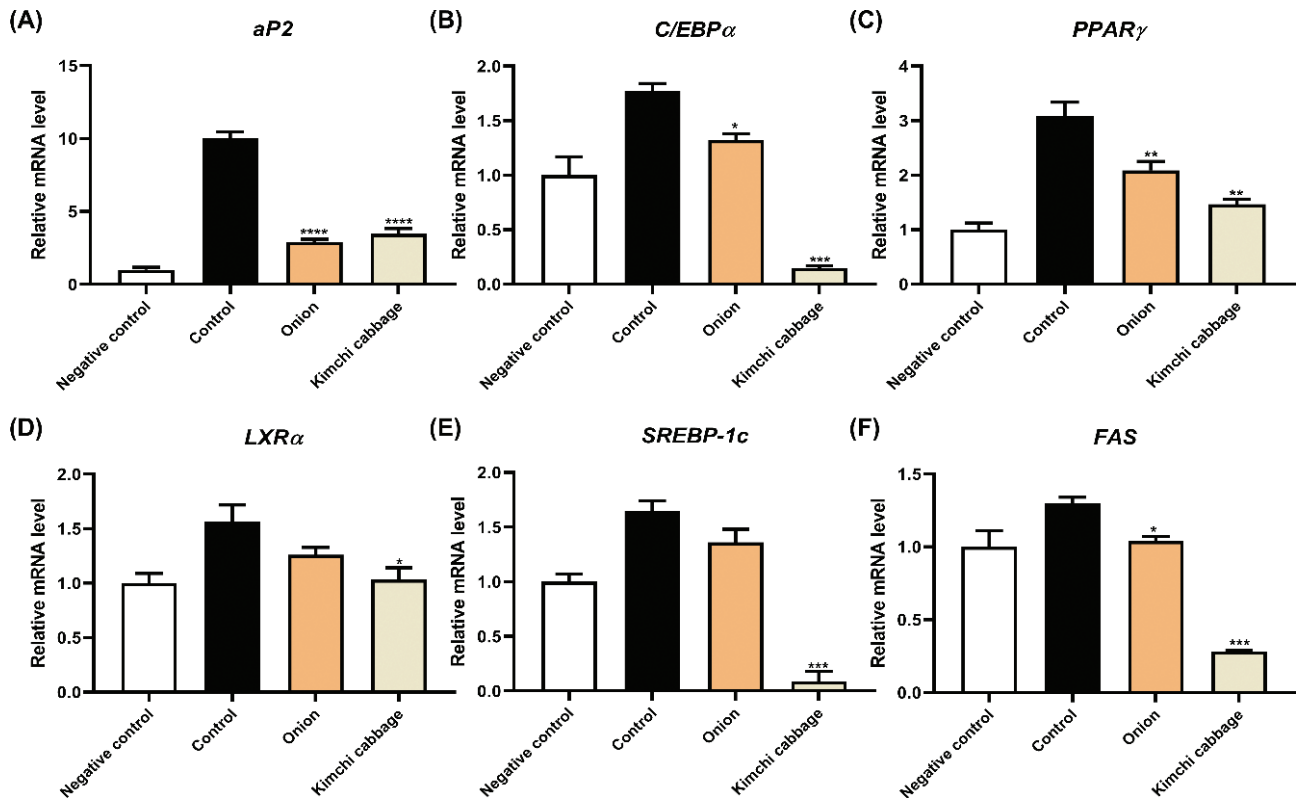 (A)
aP2
Relative mRNA level
15
10
5
0
****
****
Negative control
Control
Onion
Kimchi cabbage
(B)
C/EBPα
Relative mRNA level
2.0
1.5
1.0
0.5
0.0
*
***
Negative control
Control
Onion
Kimchi cabbage
(C)
PPARγ
Relative mRNA level
4
3
2
1
0
**
**
Negative control
Control
Onion
Kimchi cabbage
(D)
LXRα
Relative mRNA level
2.0
1.5
1.0
0.5
0.0
*
Negative control
Control
Onion
Kimchi cabbage
(E)
SREBP-1c
Relative mRNA level
2.0
1.5
1.0
0.5
0.0
***
Negative control
Control
Onion
Kimchi cabbage
(F)
FAS
Relative mRNA level
1.5
1.0
0.5
0.0
*
***
Negative control
Control
Onion
Kimchi cabbage